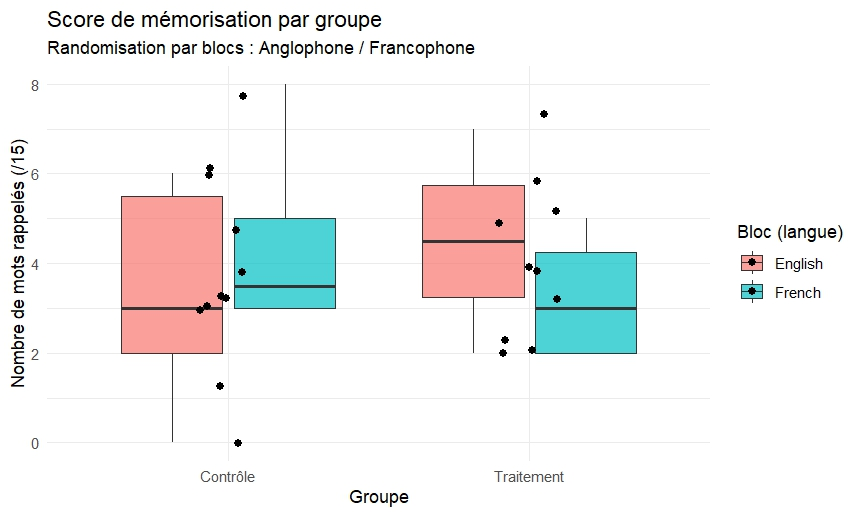 Score de mémorisation par groupe
Randomisation par blocs : Anglophone / Francophone
Nombre de mots rappelés (/15)
8
6
4
2
0
Contrôle
Traitement
Groupe
Bloc (langue)
English
French